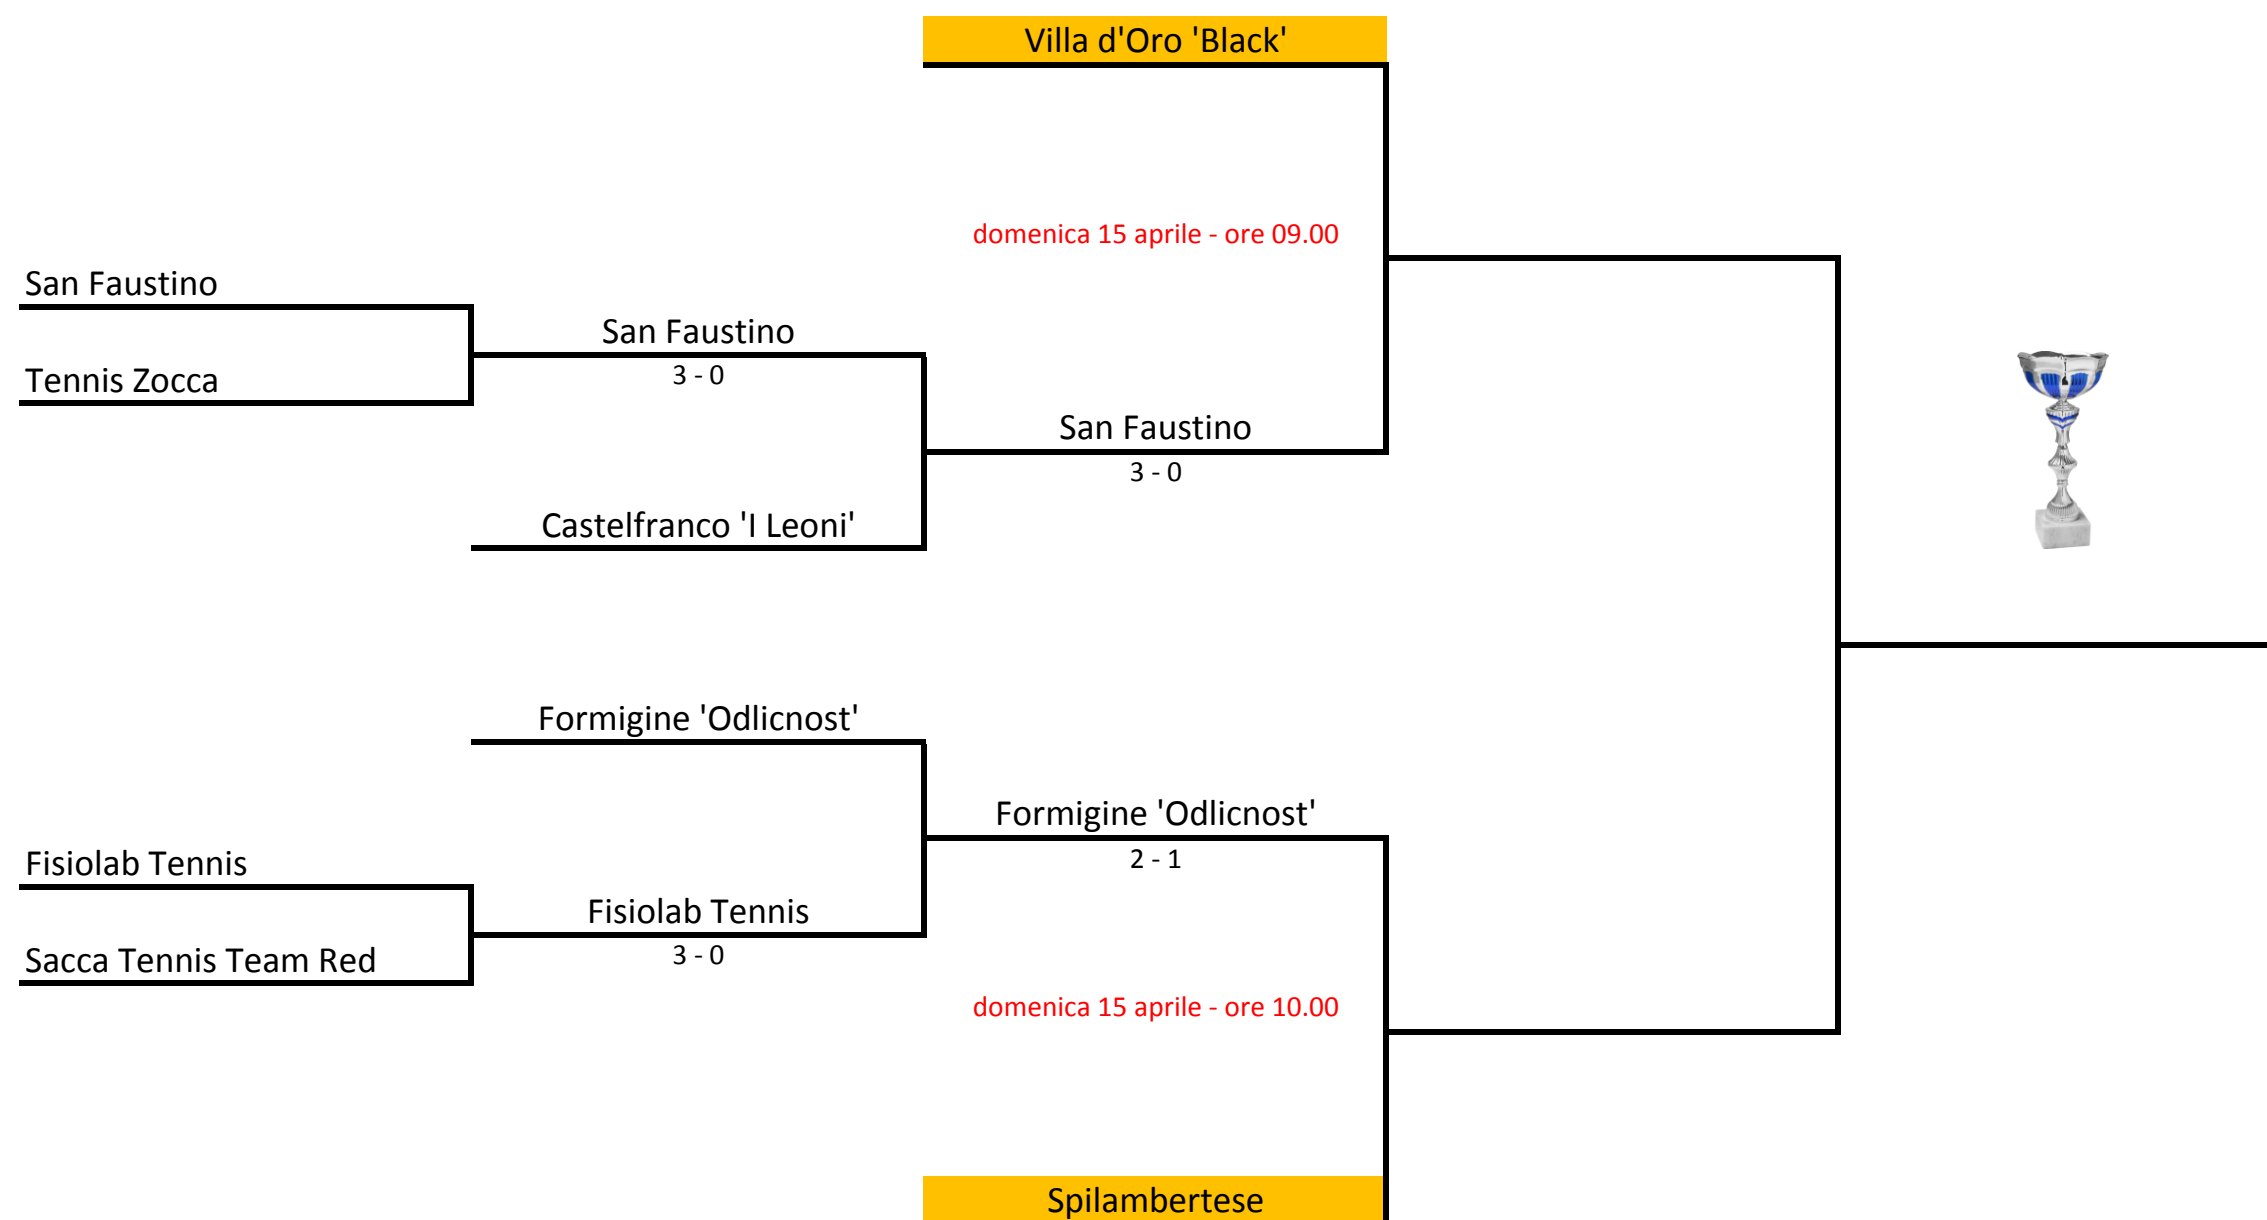 Villa d'Oro 'Black'
domenica 15 aprile - ore 09.00
San Faustino
San Faustino
3 - 0
Tennis Zocca
San Faustino
3 - 0
Castelfranco 'I Leoni'
Formigine 'Odlicnost'
Formigine 'Odlicnost'
2 - 1
Fisiolab Tennis
Fisiolab Tennis
3 - 0
Sacca Tennis Team Red
domenica 15 aprile - ore 10.00
Spilambertese